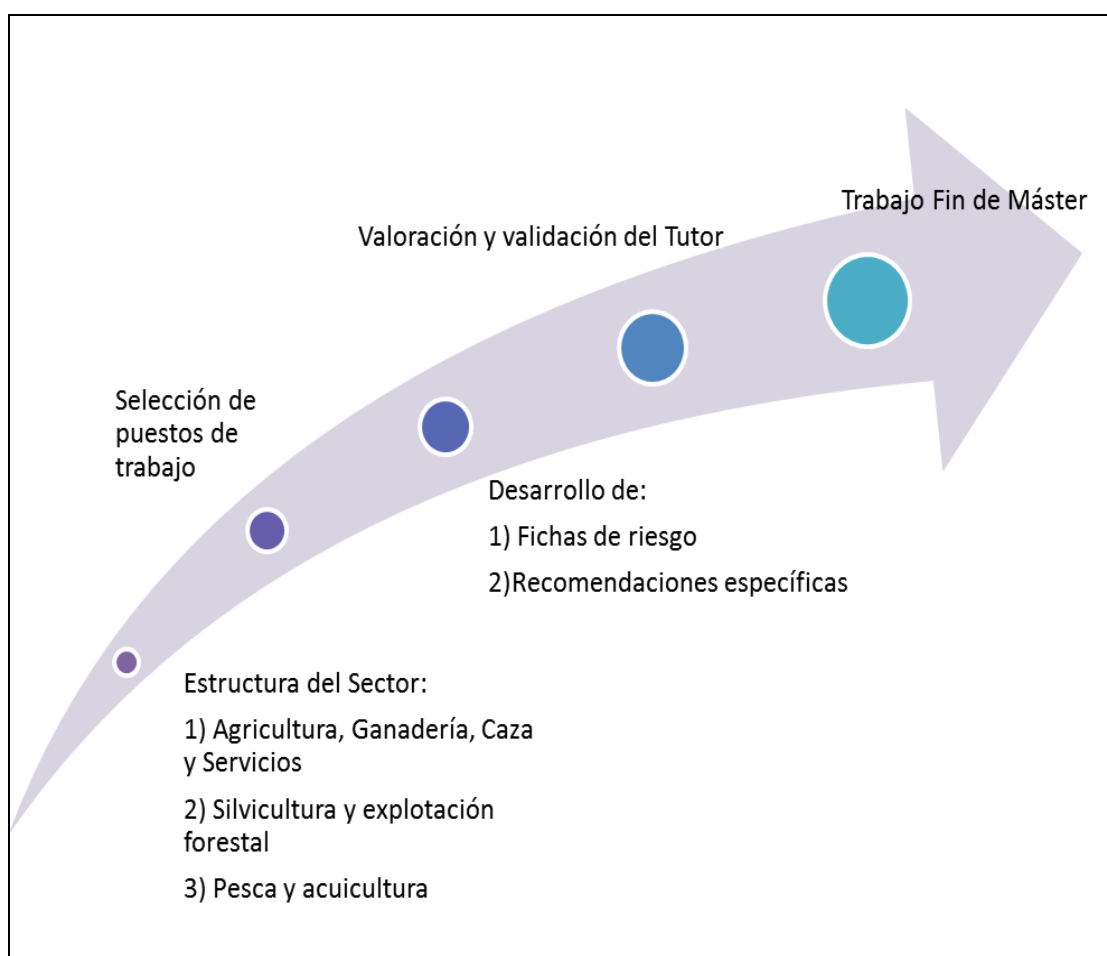 Trabajo Fin de Máster
Valoración y validación del Tutor
Selección de
puestos de
trabajo
Desarrollo de:
1) Fichas de riesgo
2)Recomendaciones específicas
Estructura del Sector:
1) Agricultura, Ganadería, Caza
y Servicios
2) Silvicultura y explotación
forestal
3) Pesca y acuicultura